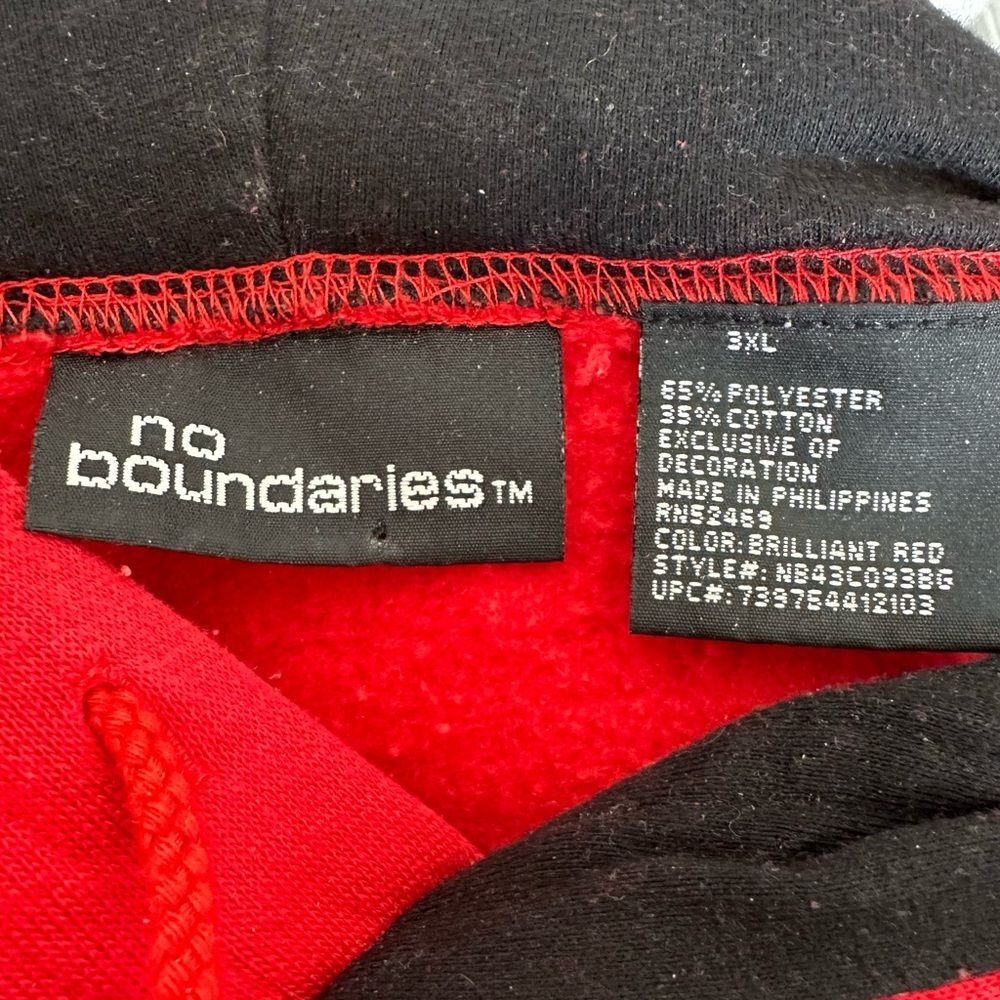 no
boundaries™
3XL
65% POLYESTER
35% COTTON
EXCLUSIVE OF
DECORATION
MADE IN PHILIPPINES
RN52469
COLOR: BRILLIANT RED
STYLE#: NB43C093BG
UPC#: 739784412103